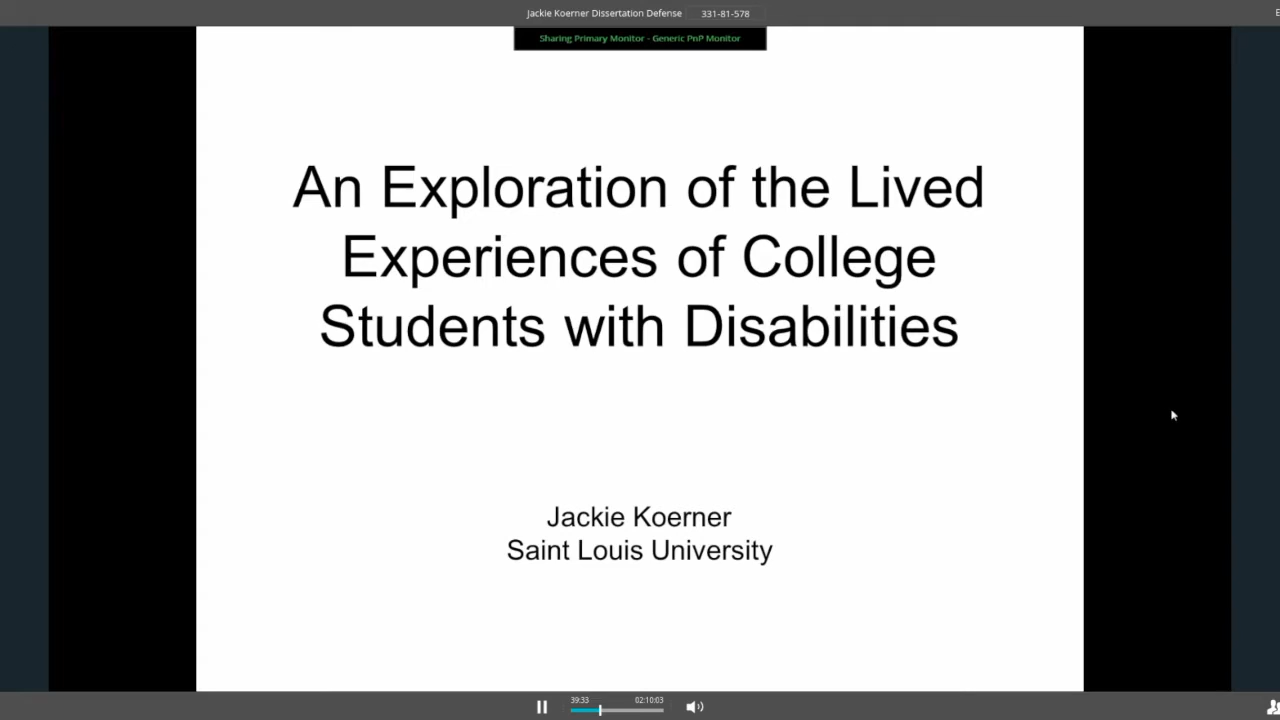 Jackie Koerner Dissertation Defense 331-81-578
Sharing Primary Monitor - Generic PnP Monitor
An Exploration of the Lived
Experiences of College
Students with Disabilities
Jackie Koerner
Saint Louis University
39:33 02:10:03